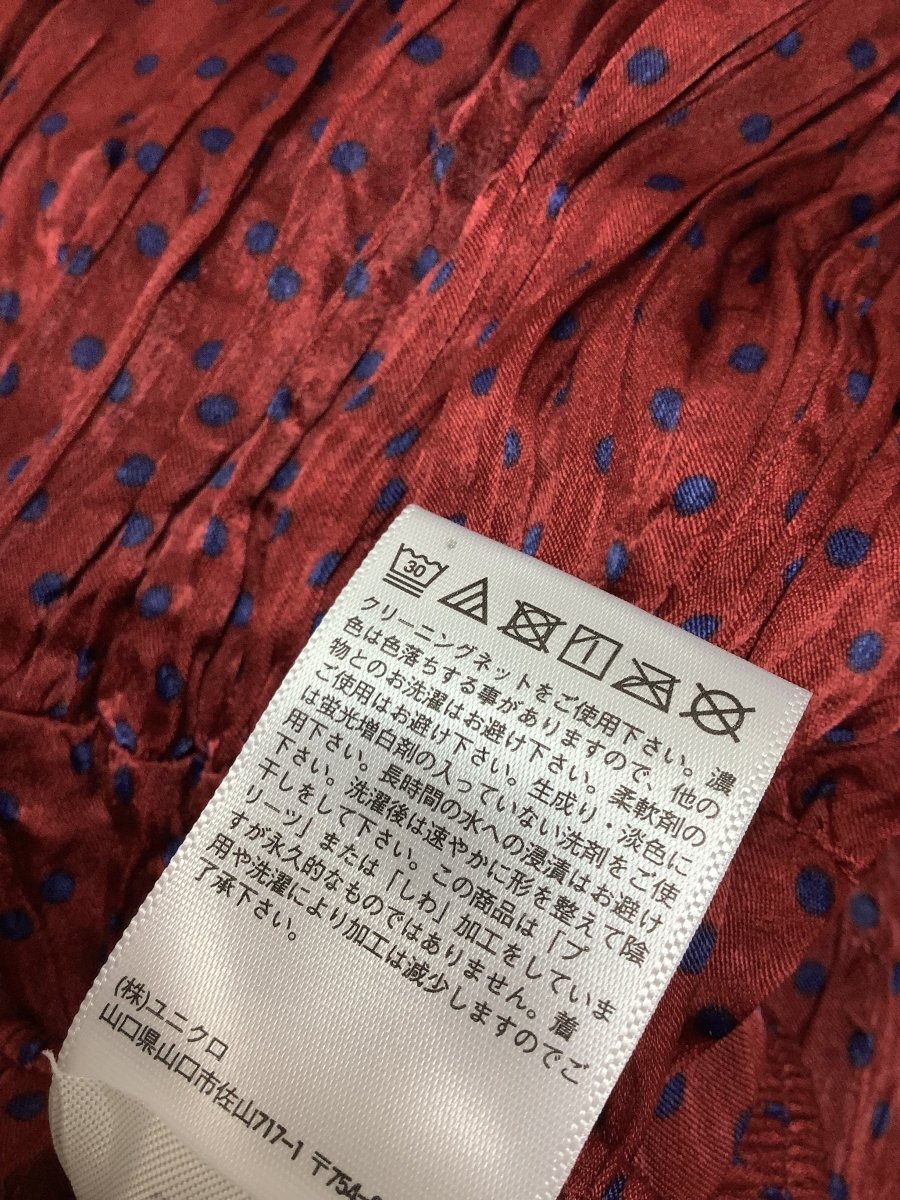 30
クリーニングネットをご使用下さい。濃
色は色落ちする事がありますので、他の
物とのお洗濯はお避け下さい。柔軟剤の
ご使用はお避け下さい。生成り・淡色に
は蛍光増白剤の入っていない洗剤をご使
用下さい。長時間の水への浸漬はお避け
下さい。洗濯後は速やかに形を整えて陰
干しをして下さい。この商品は「プ
リーツ」または「しわ」加工をしていま
すが永久的なものではありません。着
用や洗濯により加工は減少しますのでご
了承下さい。
(株)ユニクロ
山口県山口市佐山717-1 〒754-